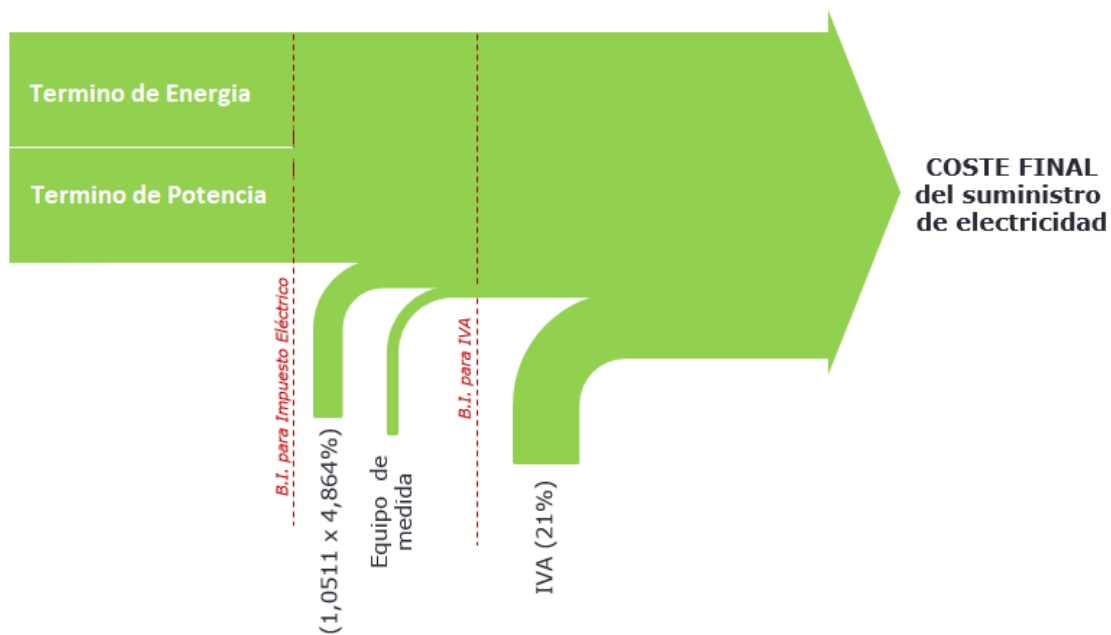 Termino de Energia
Termino de Potencia
COSTE FINAL
del suministro
de electricidad
B.I. para Impuesto Eléctrico
(1,0511 x 4,864%)
Equipo de
medida
B.I. para IVA
IVA (21%)